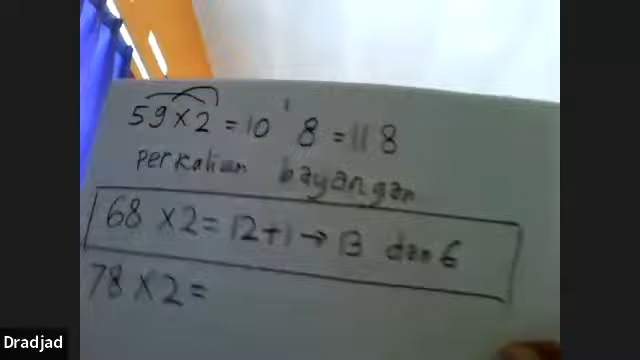 59 x 2 = 10 ¹ 8 = 118
perkalian bayangan
68 x 2 = 12 + 1 → 13 dan 6
78 x 2 =
Dradjad